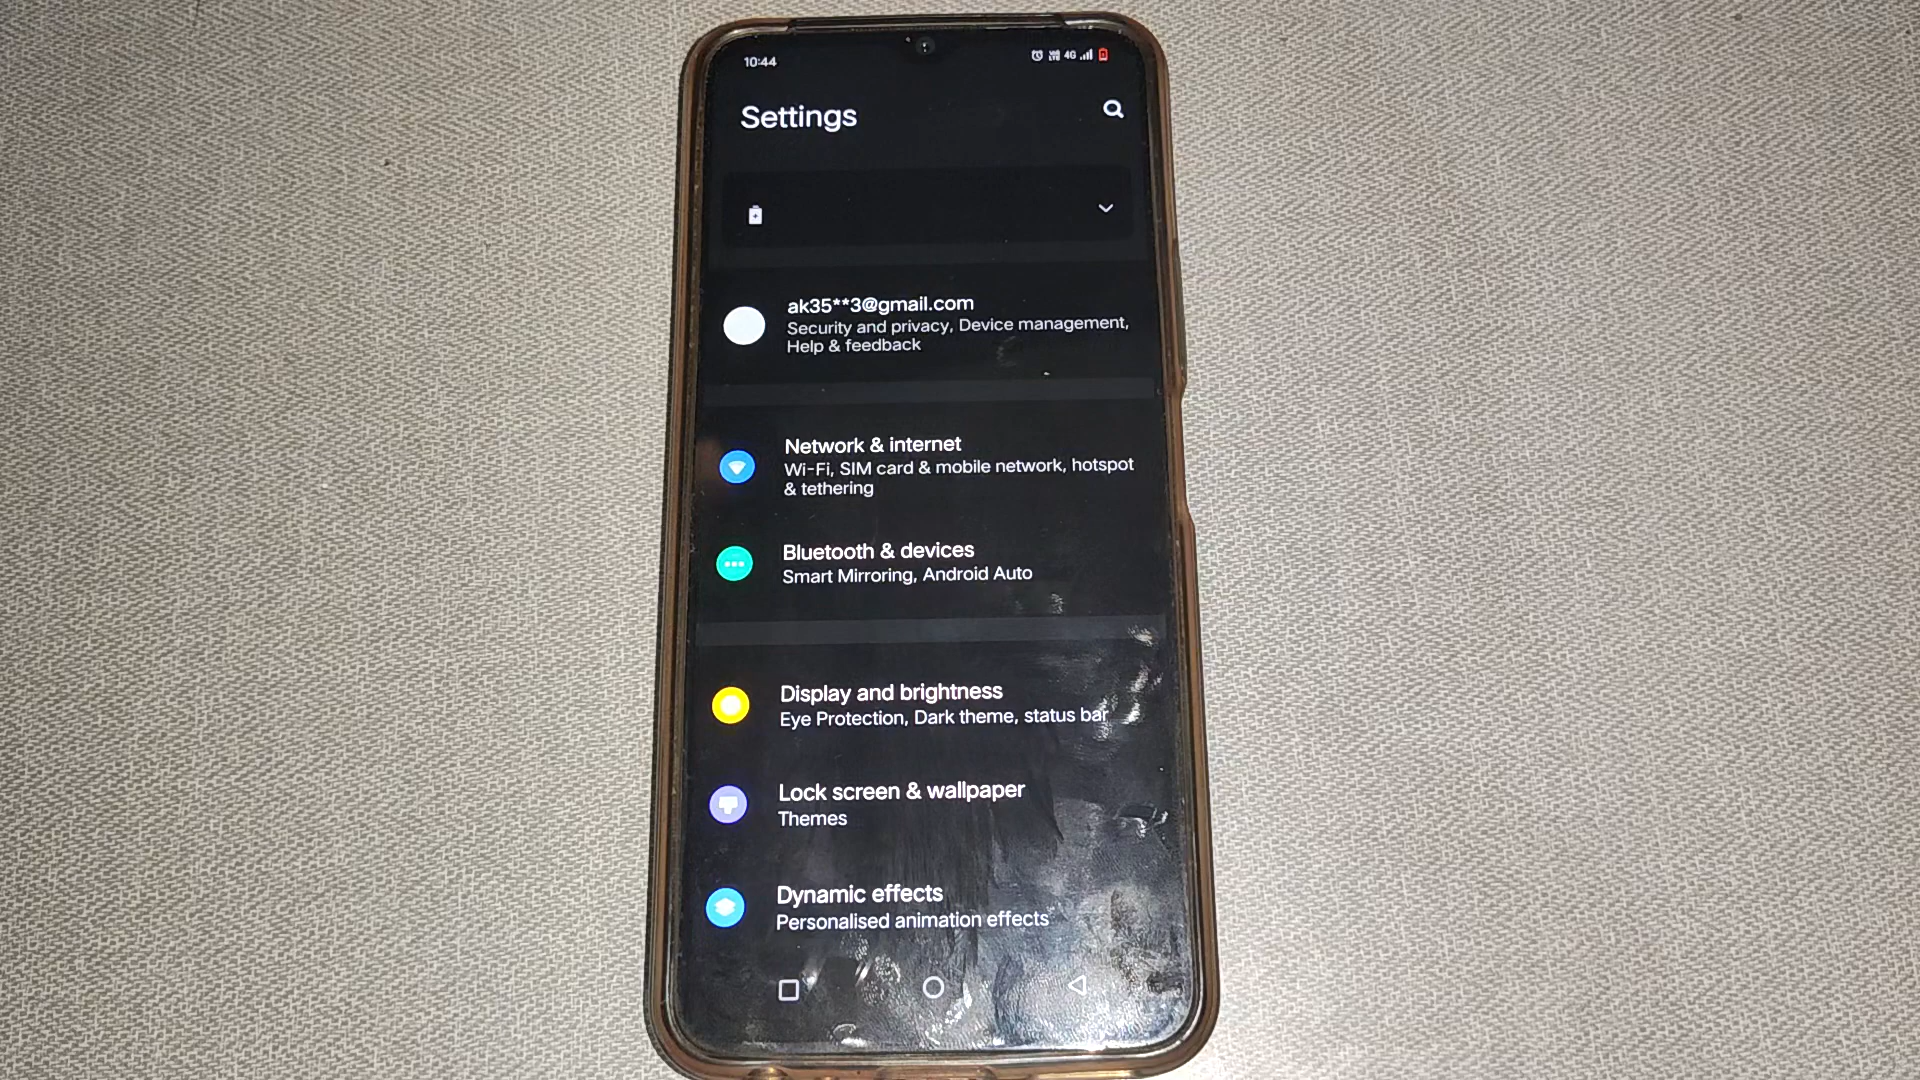 10:44
4G
Settings
ak35**3@gmail.com
Security and privacy, Device management,
Help & feedback
Network & internet
Wi-Fi, SIM card & mobile network, hotspot
& tethering
Bluetooth & devices
Smart Mirroring, Android Auto
Display and brightness
Eye Protection, Dark theme, status bar
Lock screen & wallpaper
Themes
Dynamic effects
Personalised animation effects